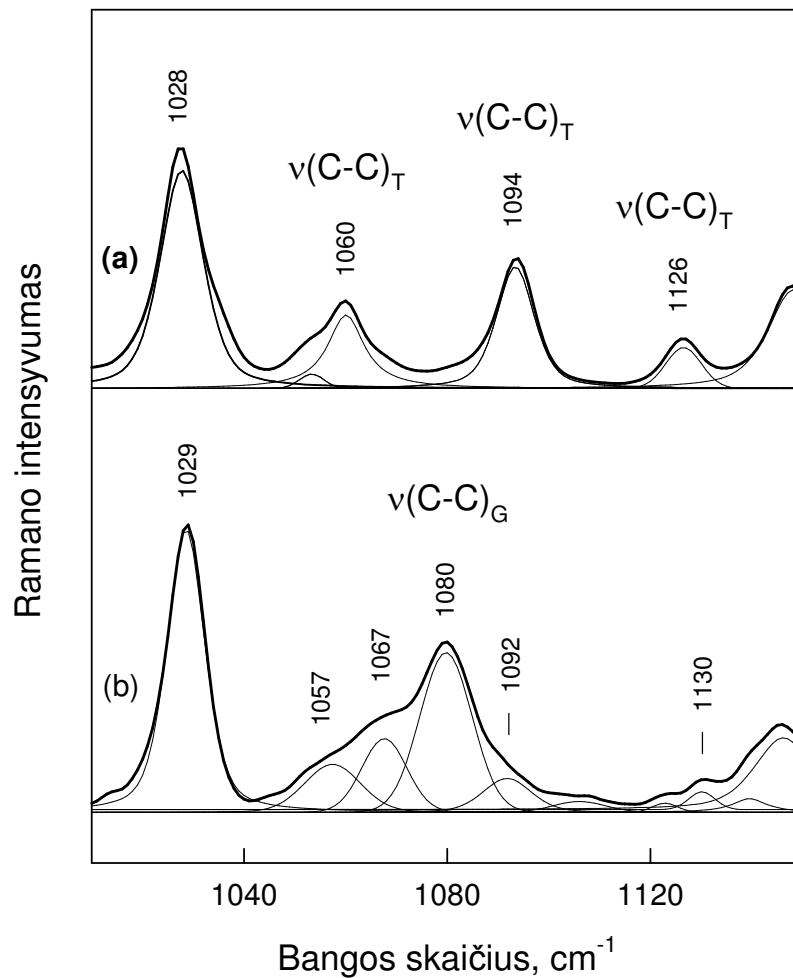 Ramano intensyvumas
(a)
1028
ν(C-C)T
1060
ν(C-C)T
1094
ν(C-C)T
1126
(b)
1029
1057
1067
ν(C-C)G
1080
1092
1130
1040 1080 1120
Bangos skaičius, cm-1